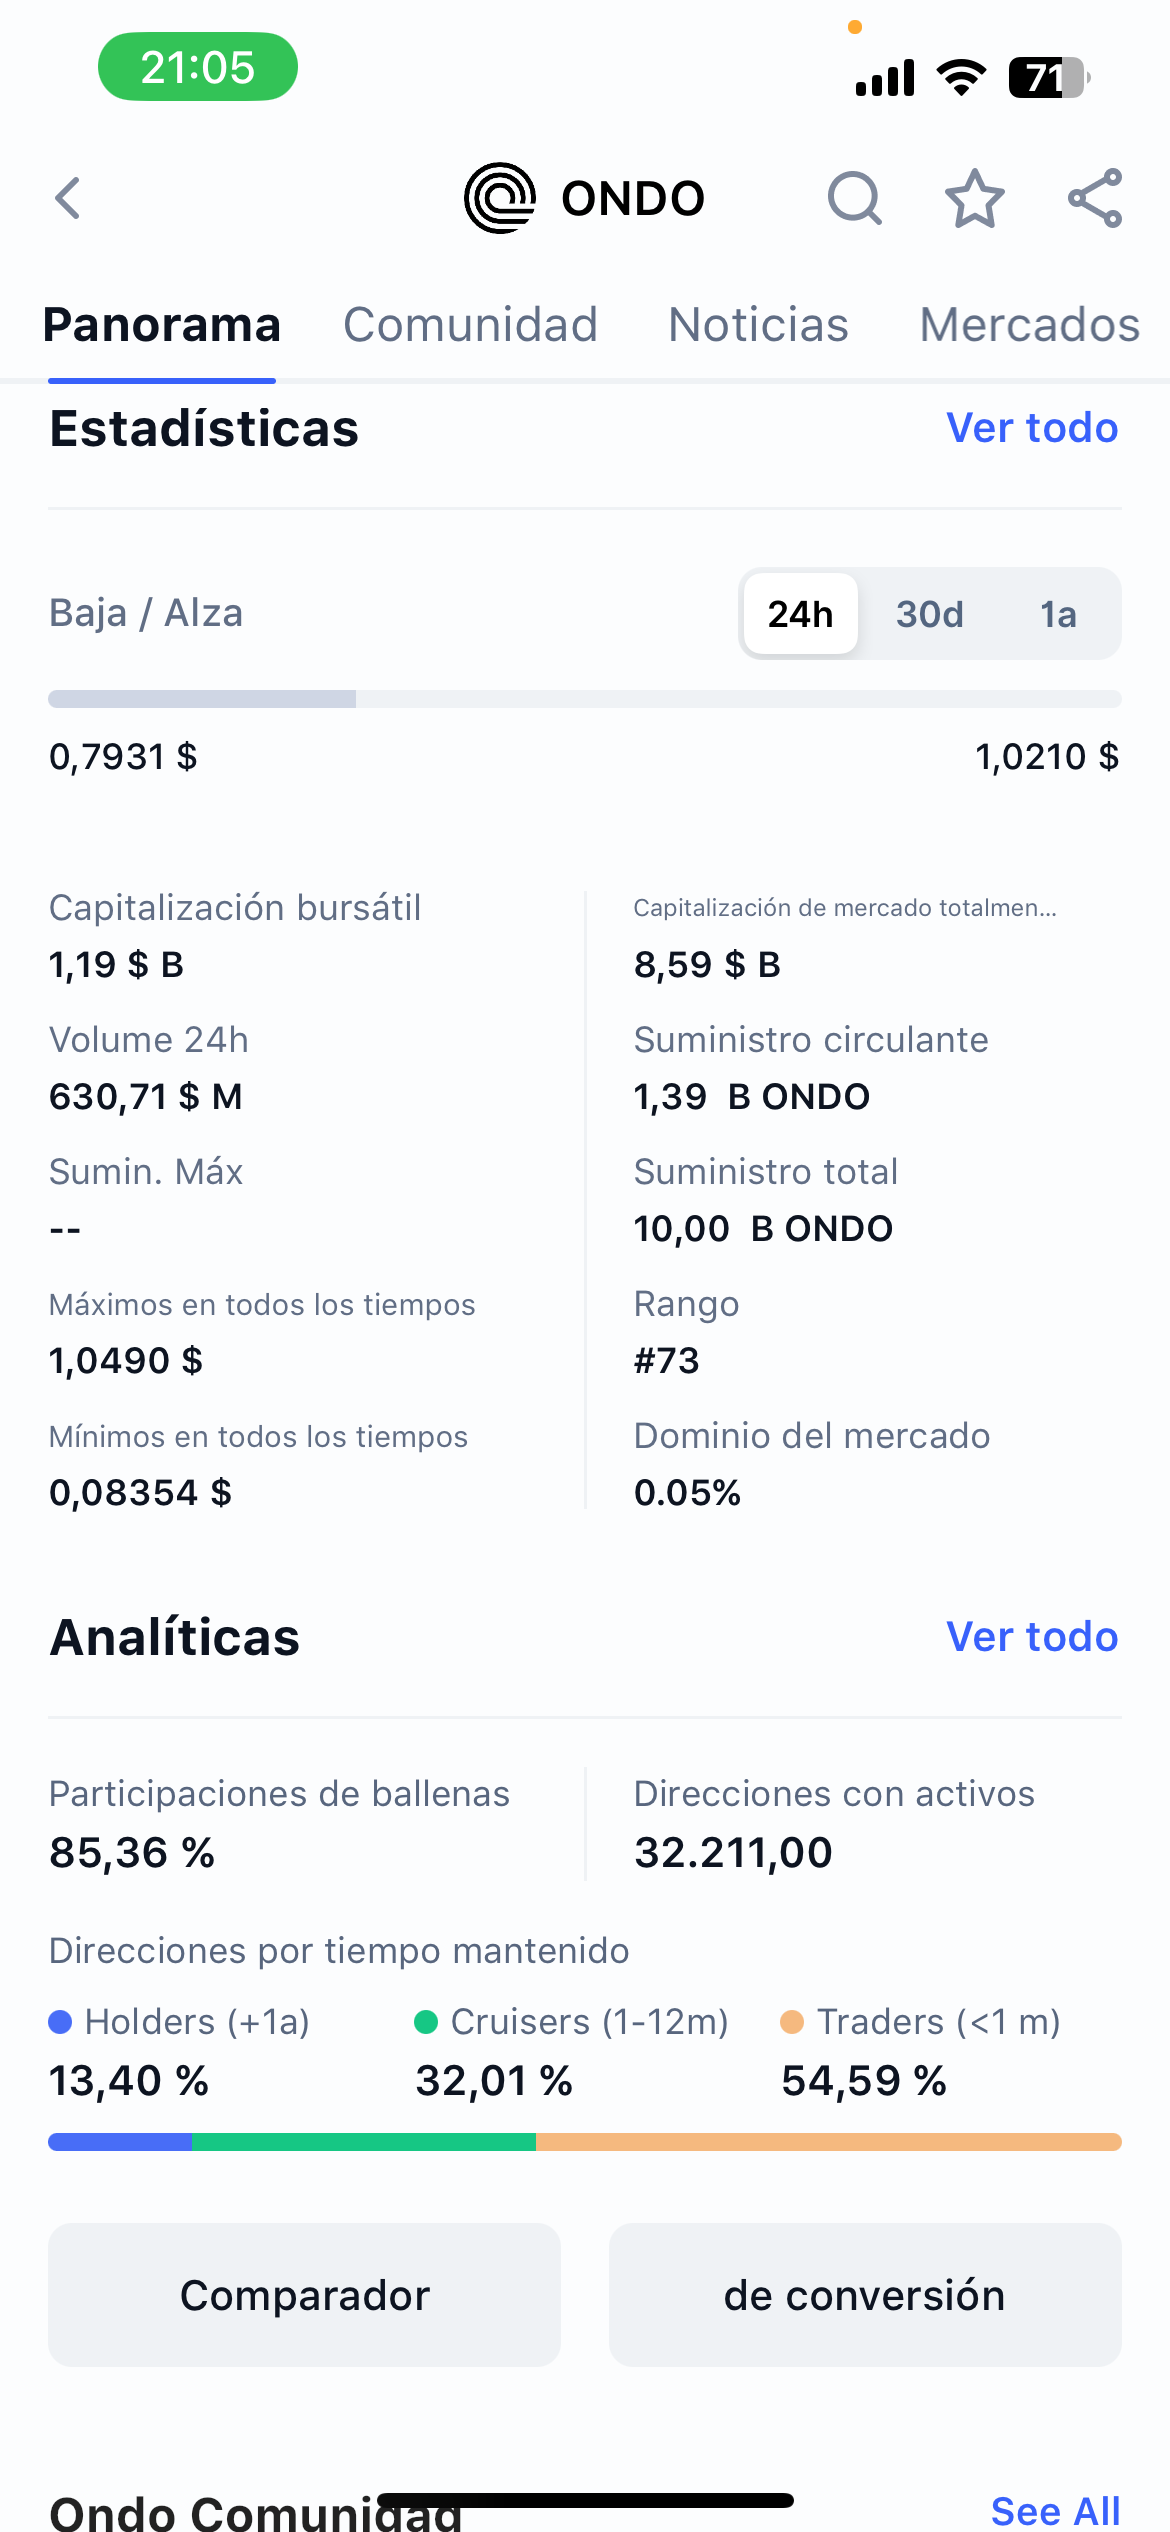 21:05
71
ONDO
Panorama Comunidad Noticias Mercados
Estadísticas Ver todo
Baja / Alza 24h 30d 1a
0,7931 $ 1,0210 $
Capitalización bursátil Capitalización de mercado totalmen...
1,19 $ B 8,59 $ B
Volume 24h Suministro circulante
630,71 $ M 1,39 B ONDO
Sumin. Máx Suministro total
-- 10,00 B ONDO
Máximos en todos los tiempos Rango
1,0490 $ #73
Mínimos en todos los tiempos Dominio del mercado
0,08354 $ 0.05%
Analíticas Ver todo
Participaciones de ballenas Direcciones con activos
85,36 % 32.211,00
Direcciones por tiempo mantenido
Holders (+1a) Cruisers (1-12m) Traders (<1 m)
13,40 % 32,01 % 54,59 %
Comparador de conversión
Ondo Comunidad See All